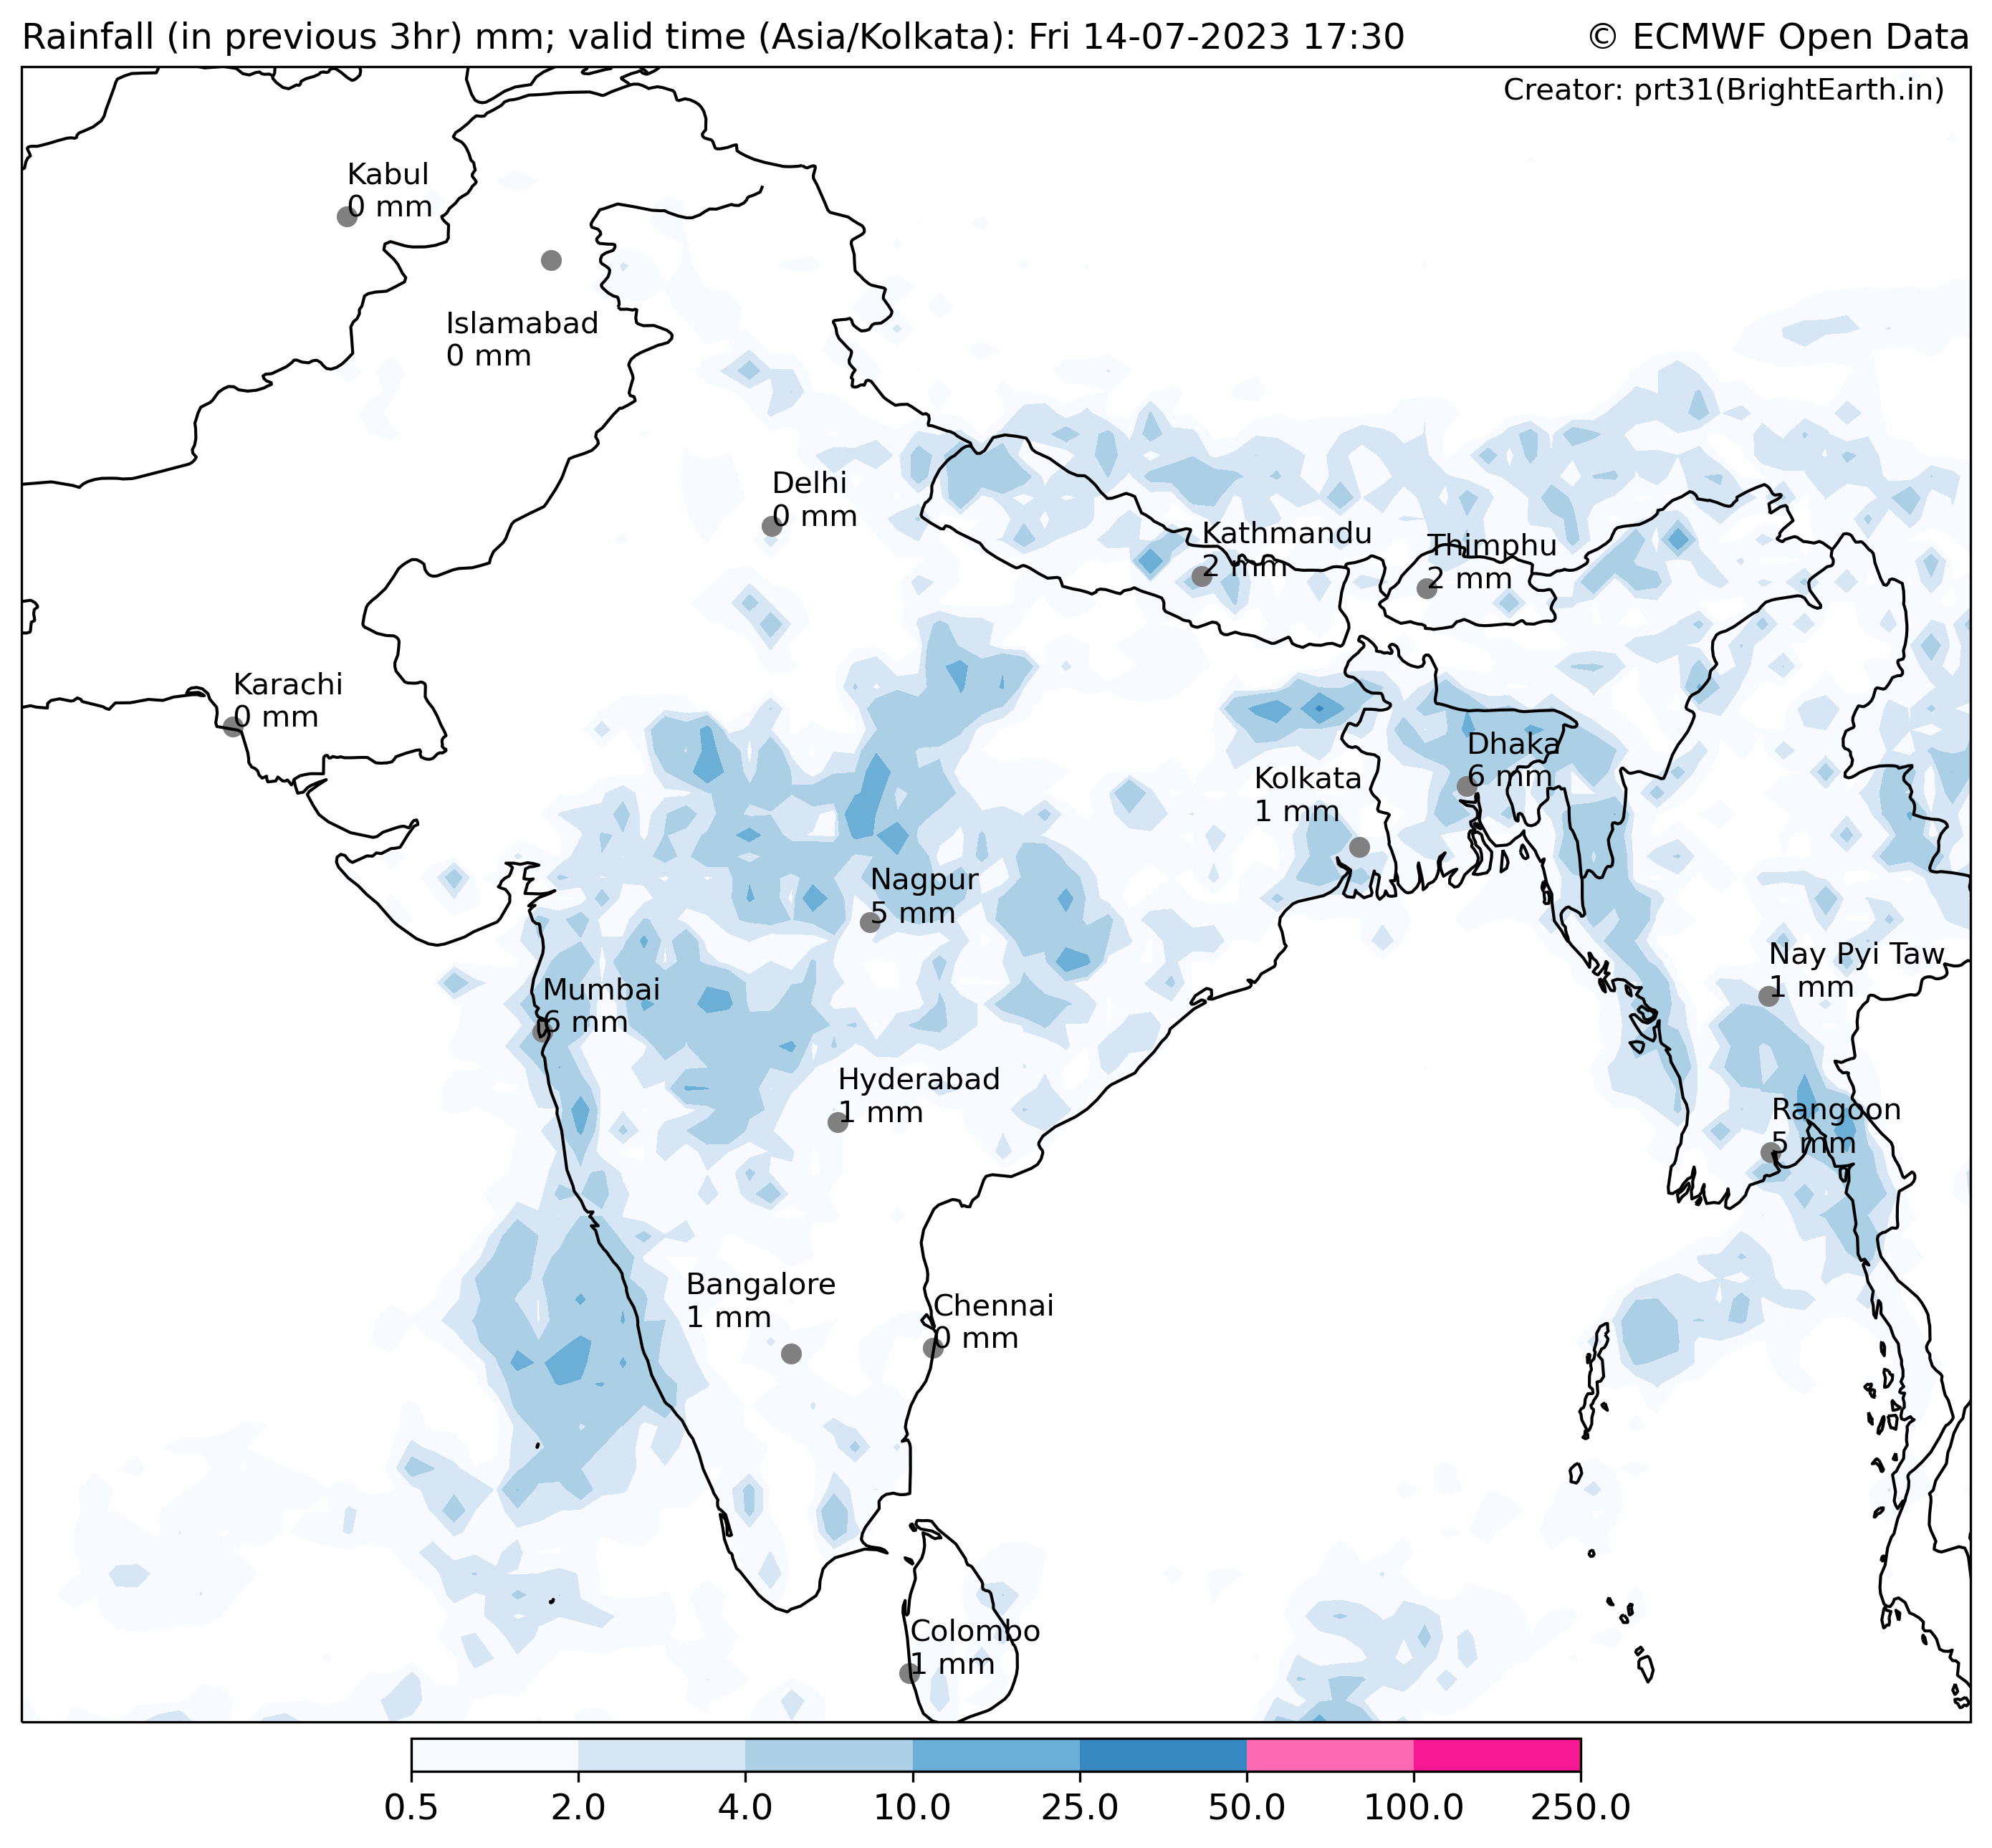 Rainfall (in previous 3hr) mm; valid time (Asia/Kolkata): Fri 14-07-2023 17:30
© ECMWF Open Data
Creator: prt31(BrightEarth.in)
Kabul
0 mm
Islamabad
0 mm
Delhi
0 mm
Kathmandu
2 mm
Thimphu
2 mm
Karachi
0 mm
Dhaka
6 mm
Kolkata
1 mm
Nagpur
5 mm
Nay Pyi Taw
1 mm
Mumbai
6 mm
Hyderabad
1 mm
Rangoon
5 mm
Bangalore
1 mm
Chennai
0 mm
Colombo
1 mm
0.5 2.0 4.0 10.0 25.0 50.0 100.0 250.0